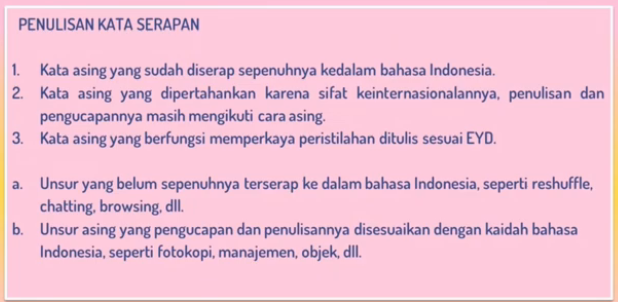 PENULISAN KATA SERAPAN
1. Kata asing yang sudah diserap sepenuhnya kedalam bahasa Indonesia.
2. Kata asing yang dipertahankan karena sifat keinternasionalannya, penulisan dan
pengucapannya masih mengikuti cara asing.
3. Kata asing yang berfungsi memperkaya peristilahan ditulis sesuai EYD.
a. Unsur yang belum sepenuhnya terserap ke dalam bahasa Indonesia, seperti reshuffle,
chatting, browsing, dll.
b. Unsur asing yang pengucapan dan penulisannya disesuaikan dengan kaidah bahasa
Indonesia, seperti fotokopi, manajemen, objek, dll.